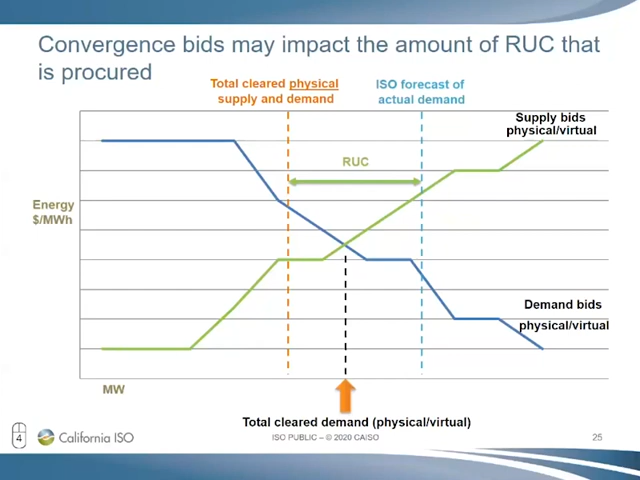 Convergence bids may impact the amount of RUC that
is procured
Total cleared physical
supply and demand
ISO forecast of
actual demand
Supply bids
physical/virtual
RUC
Energy
$/MWh
Demand bids
physical/virtual
MW
Total cleared demand (physical/virtual)
4
California ISO
ISO PUBLIC – © 2020 CAISO
25